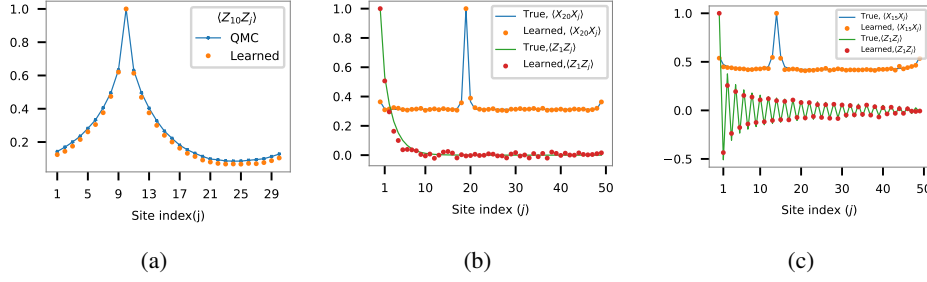 1.0
0.8
0.6
0.4
0.2
⟨Z₁₀Zⱼ⟩
QMC
Learned
1 5 9 13 17 21 25 29
Site index(j)
(a)
1.0
0.8
0.6
0.4
0.2
0.0
True, ⟨X₂₀Xⱼ⟩
Learned, ⟨X₂₀Xⱼ⟩
True,⟨Z₁Zⱼ⟩
Learned,⟨Z₁Zⱼ⟩
1 10 20 30 40 50
Site index (j)
(b)
1.0
0.5
0.0
−0.5
True, ⟨X₁₅Xⱼ⟩
Learned, ⟨X₁₅Xⱼ⟩
True,⟨Z₁Zⱼ⟩
Learned,⟨Z₁Zⱼ⟩
1 10 20 30 40 50
Site index (j)
(c)